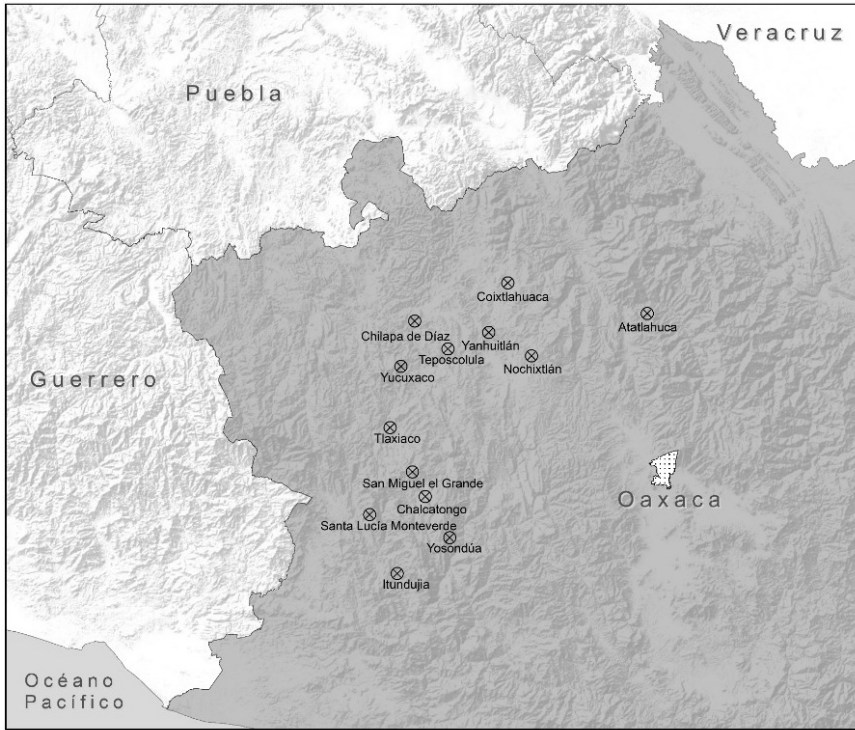 Veracruz
Puebla
Coixtlahuaca
Atatlahuca
Chilapa de Díaz
Yanhuitlán
Teposcolula
Nochixtlán
Yucuxaco
Guerrero
Tlaxiaco
San Miguel el Grande
Oaxaca
Chalcatongo
Santa Lucía Monteverde
Yosondúa
Itundujia
Océano
Pacífico